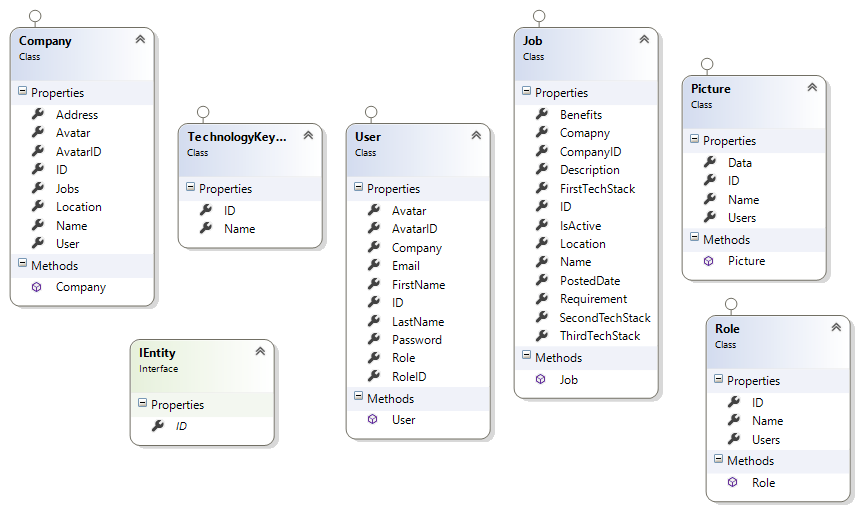 Company
Class
Properties
Address
Avatar
AvatarID
ID
Jobs
Location
Name
User
Methods
Company
TechnologyKey...
Class
Properties
ID
Name
IEntity
Interface
Properties
ID
User
Class
Properties
Avatar
AvatarID
Company
Email
FirstName
ID
LastName
Password
Role
RoleID
Methods
User
Job
Class
Properties
Benefits
Comapny
CompanyID
Description
FirstTechStack
ID
IsActive
Location
Name
PostedDate
Requirement
SecondTechStack
ThirdTechStack
Methods
Job
Picture
Class
Properties
Data
ID
Name
Users
Methods
Picture
Role
Class
Properties
ID
Name
Users
Methods
Role